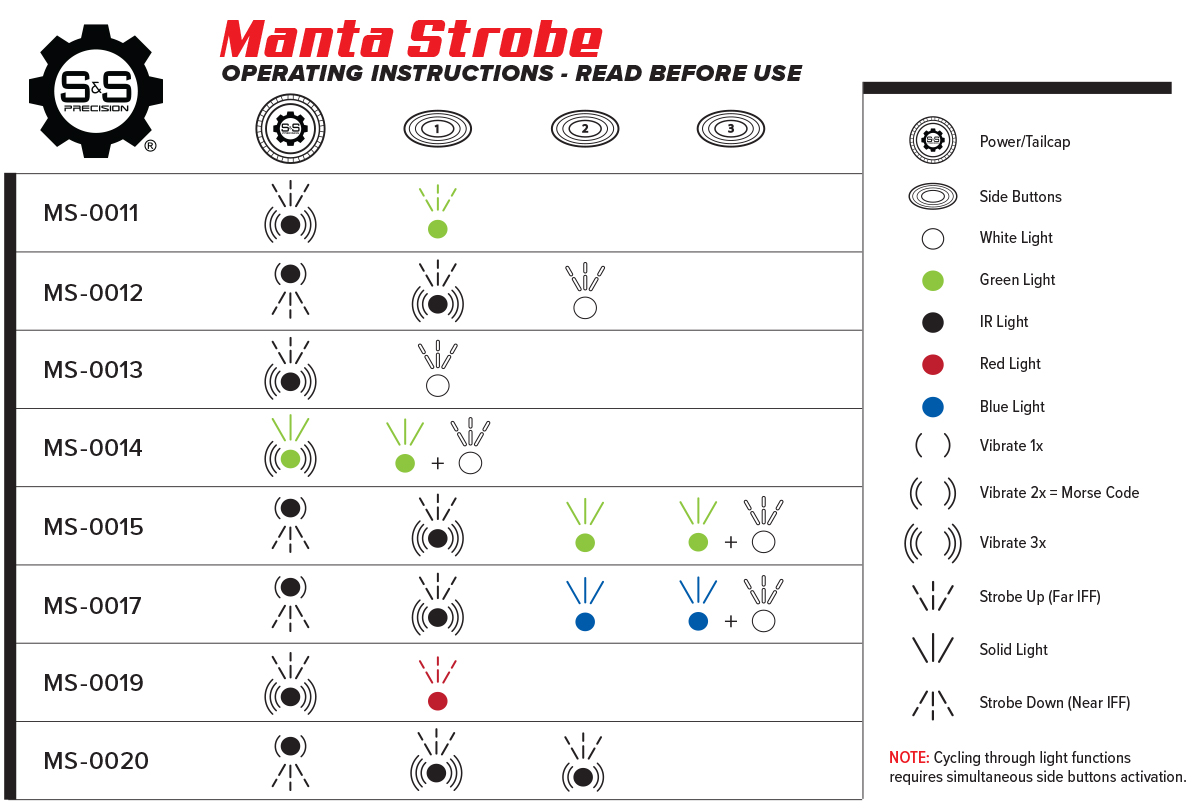 Manta Strobe
OPERATING INSTRUCTIONS - READ BEFORE USE
S&S
PRECISION
®
S&S
1
2
3
MS-0011
MS-0012
MS-0013
MS-0014
+
MS-0015
+
MS-0017
+
MS-0019
MS-0020
S&S
Power/Tailcap
Side Buttons
White Light
Green Light
IR Light
Red Light
Blue Light
Vibrate 1x
Vibrate 2x = Morse Code
Vibrate 3x
Strobe Up (Far IFF)
Solid Light
Strobe Down (Near IFF)
NOTE: Cycling through light functions
requires simultaneous side buttons activation.